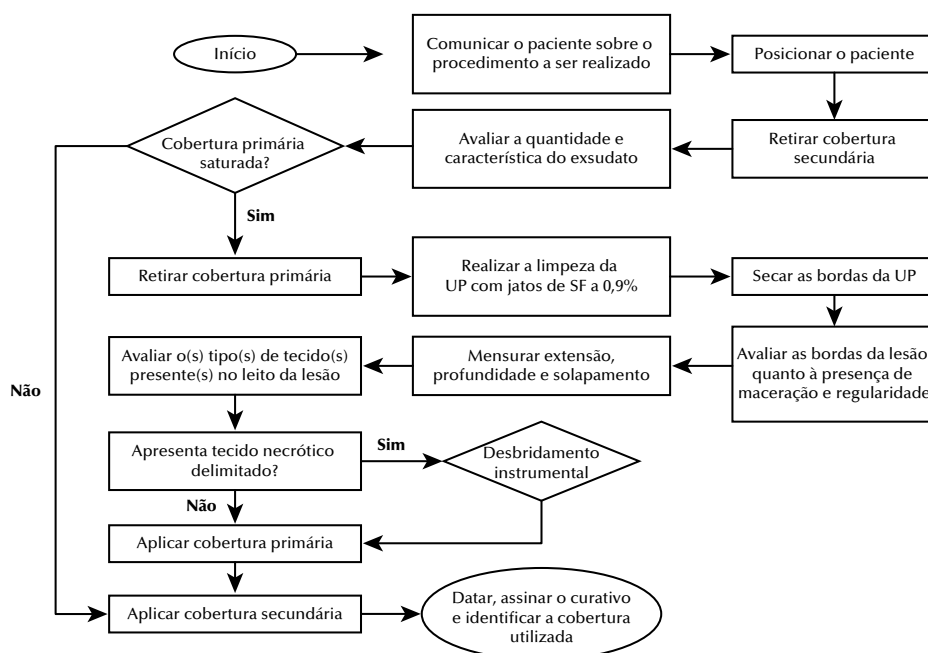 Início
Comunicar o paciente sobre o
procedimento a ser realizado
Posicionar o paciente
Retirar cobertura
secundária
Avaliar a quantidade e
característica do exsudato
Cobertura primária
saturada?
Sim
Não
Retirar cobertura primária
Realizar a limpeza da
UP com jatos de SF a 0,9%
Secar as bordas da UP
Avaliar as bordas da lesão
quanto à presença de
maceração e regularidade
Mensurar extensão,
profundidade e solapamento
Avaliar o(s) tipo(s) de tecido(s)
presente(s) no leito da lesão
Apresenta tecido necrótico
delimitado?
Sim
Desbridamento
instrumental
Não
Aplicar cobertura primária
Aplicar cobertura secundária
Datar, assinar o curativo
e identificar a cobertura
utilizada